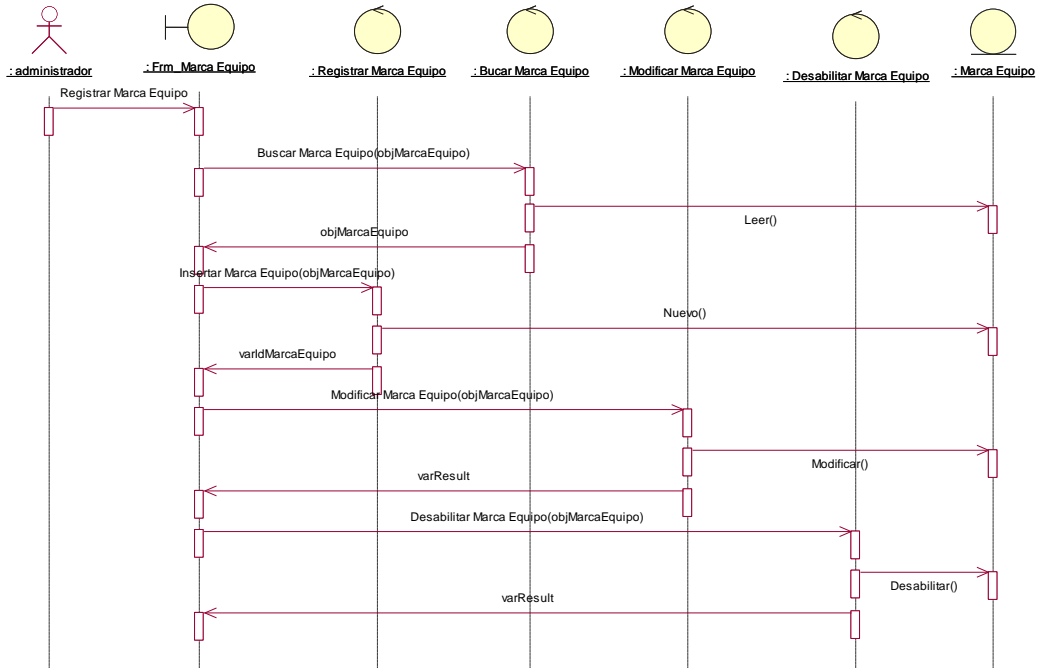 : administrador
: Frm_Marca Equipo
: Registrar Marca Equipo
: Bucar Marca Equipo
: Modificar Marca Equipo
: Desabilitar Marca Equipo
: Marca Equipo
Registrar Marca Equipo
Buscar Marca Equipo(objMarcaEquipo)
Leer()
objMarcaEquipo
Insertar Marca Equipo(objMarcaEquipo)
Nuevo()
varIdMarcaEquipo
Modificar Marca Equipo(objMarcaEquipo)
Modificar()
varResult
Desabilitar Marca Equipo(objMarcaEquipo)
Desabilitar()
varResult